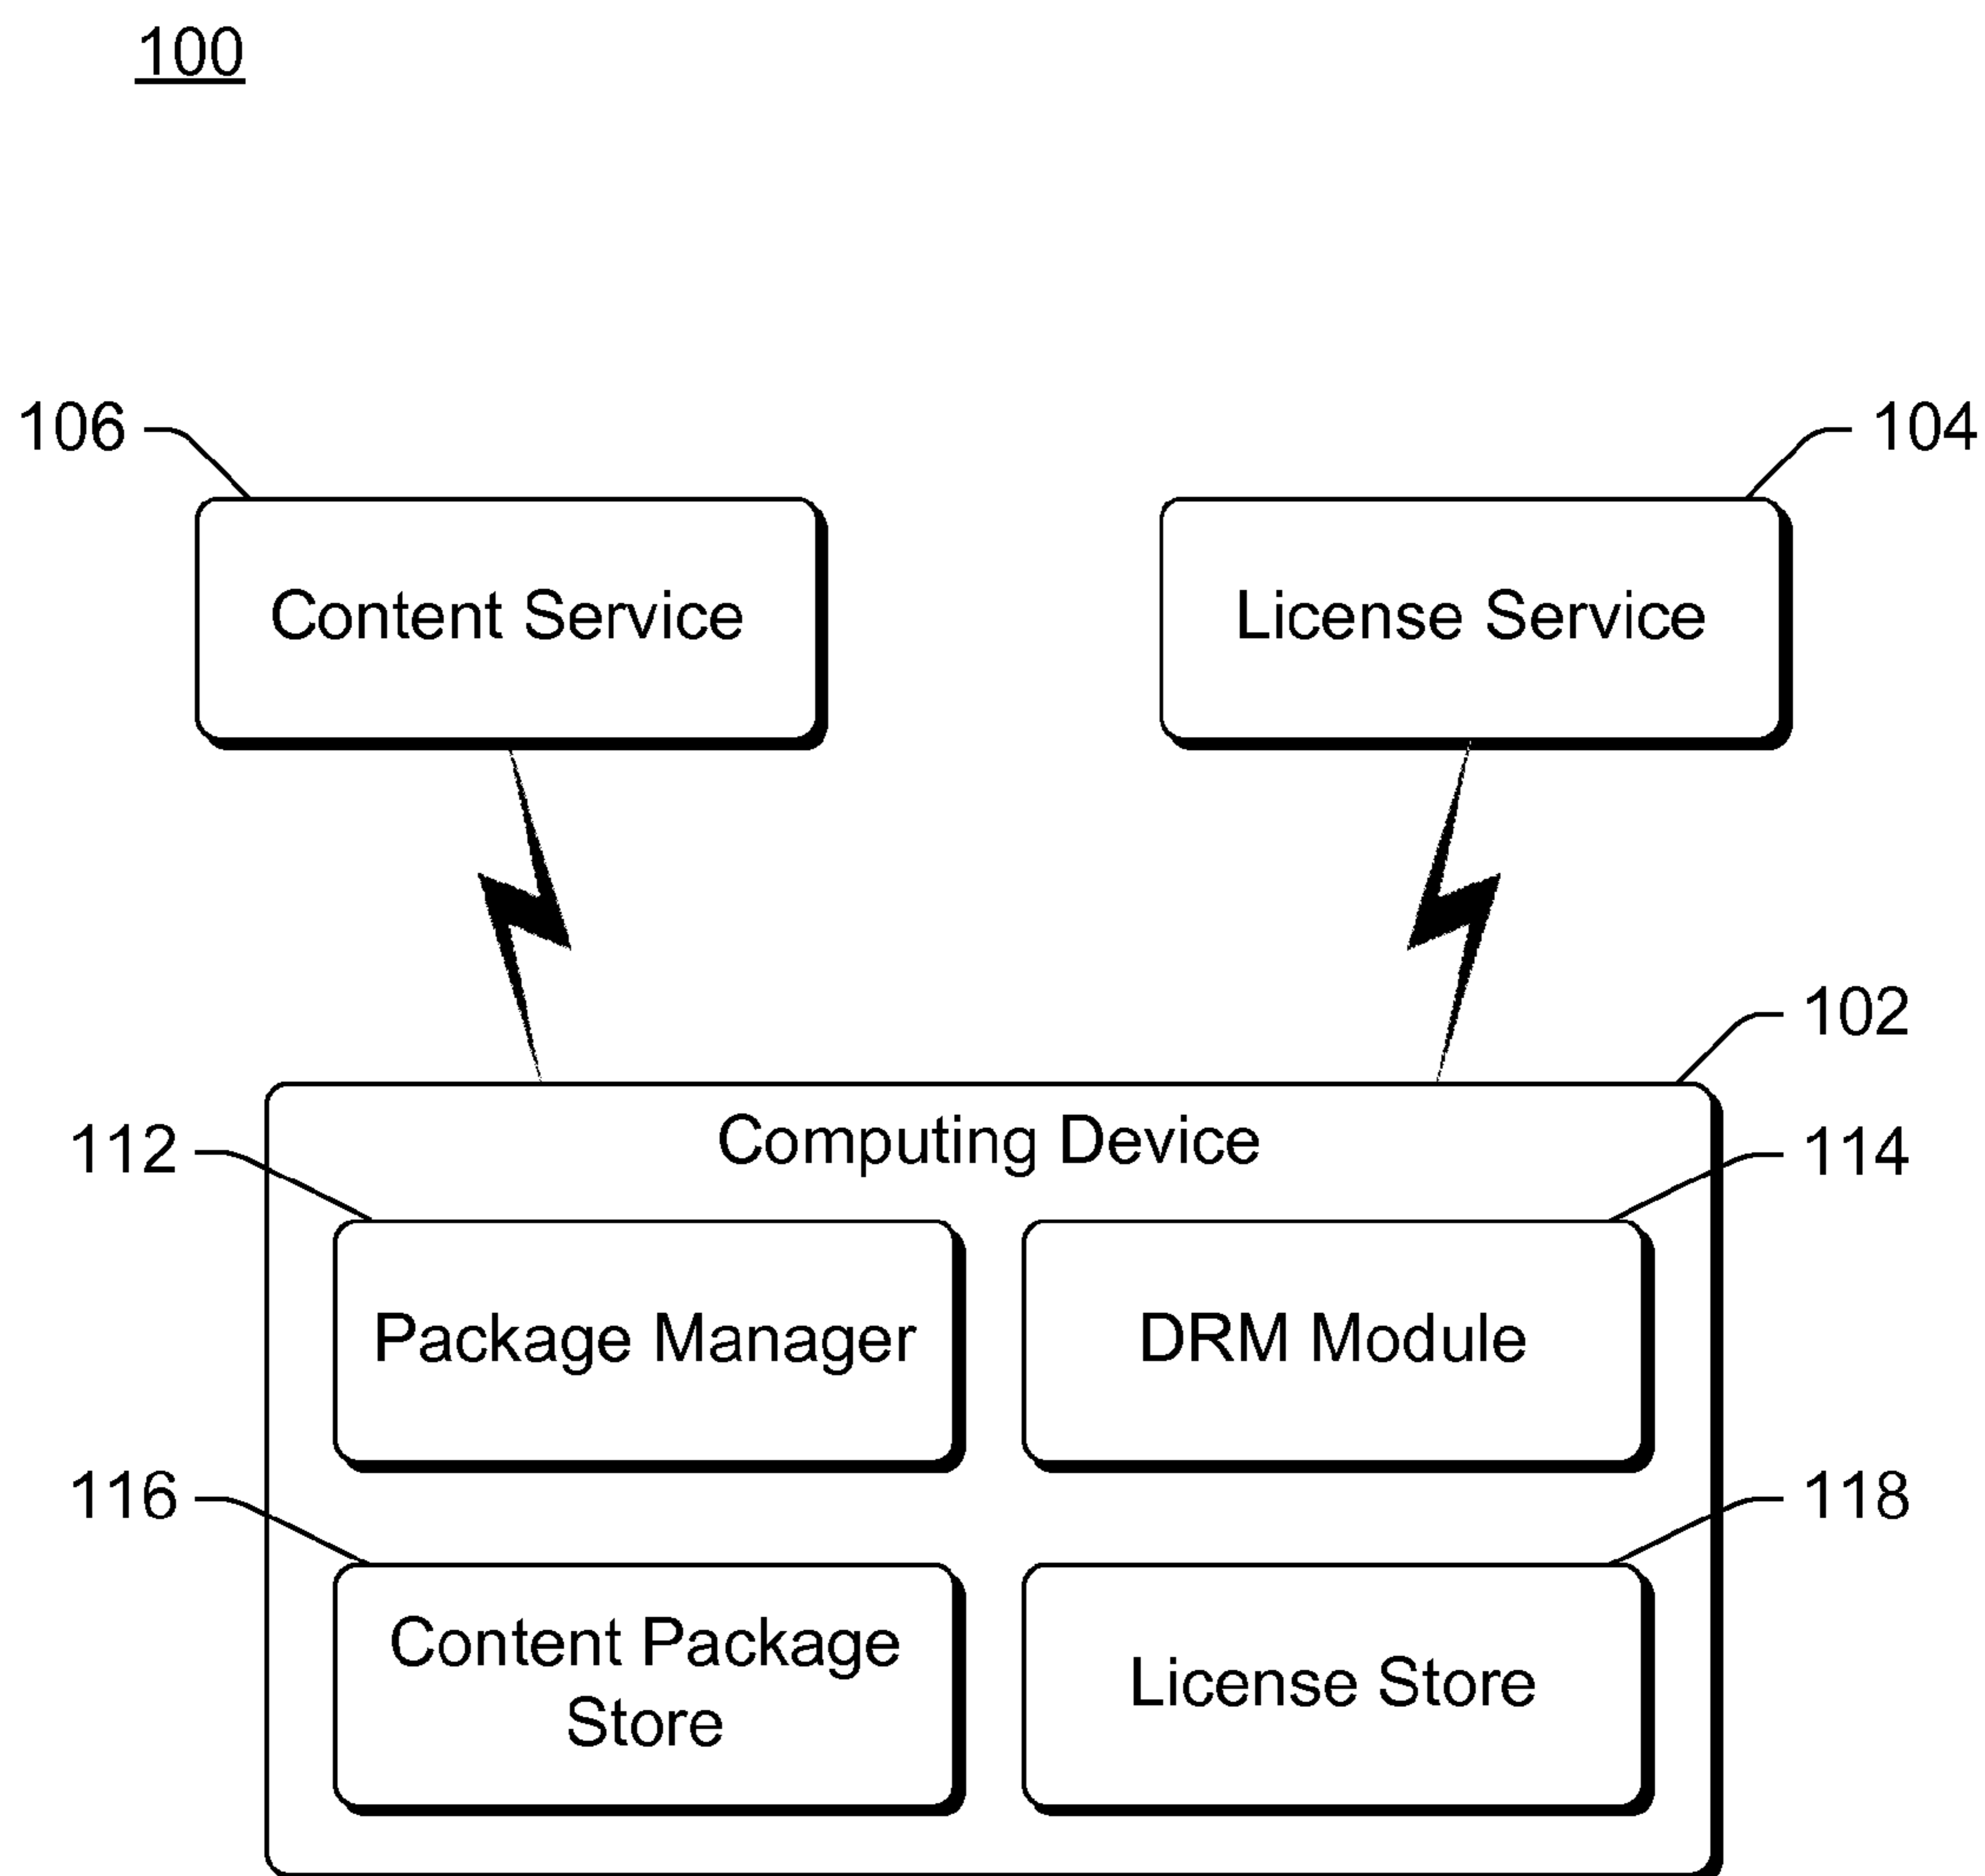 100
106
104
Content Service
License Service
102
Computing Device
112
114
Package Manager
DRM Module
116
118
Content Package
Store
License Store